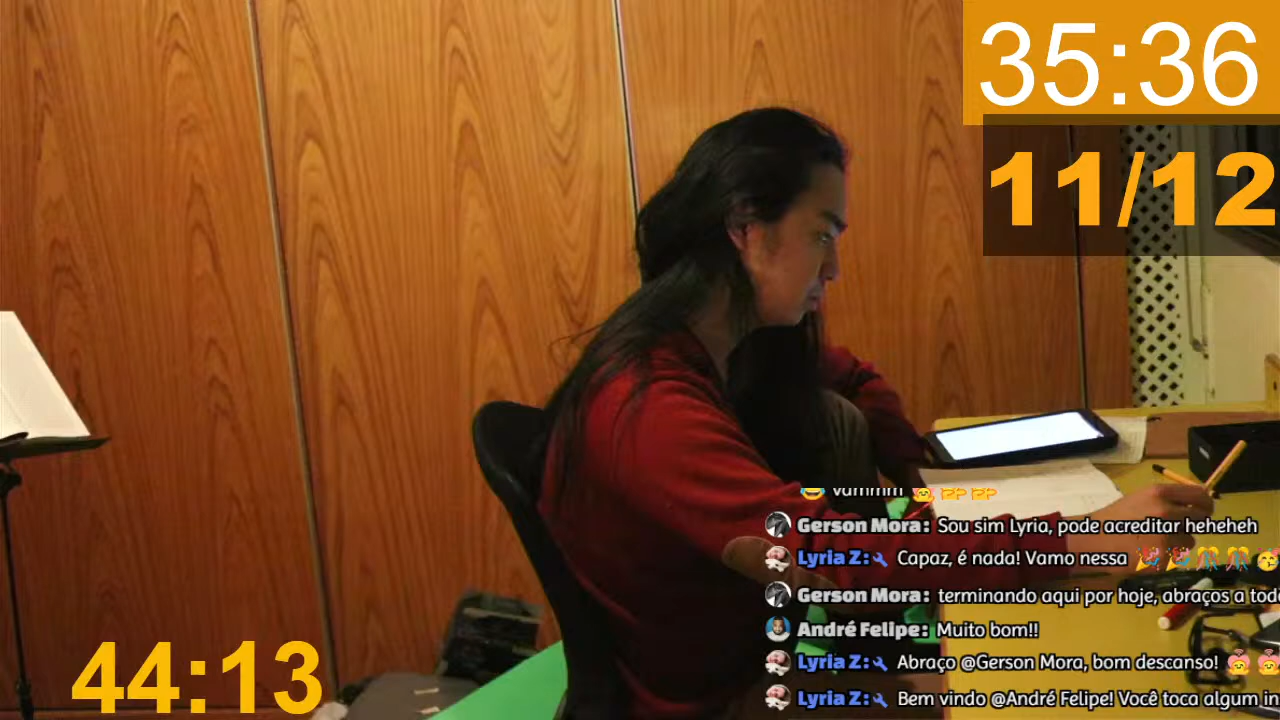 35:36
11/12
vammm
Gerson Mora: Sou sim Lyria, pode acreditar heheheh
Lyria Z: Capaz, é nada! Vamo nessa 🎉🎉🎊🎊🥳
Gerson Mora: terminando aqui por hoje, abraços a tod
André Felipe: Muito bom!!
Lyria Z: Abraço @Gerson Mora, bom descanso!
Lyria Z: Bem vindo @André Felipe! Você toca algum in
44:13